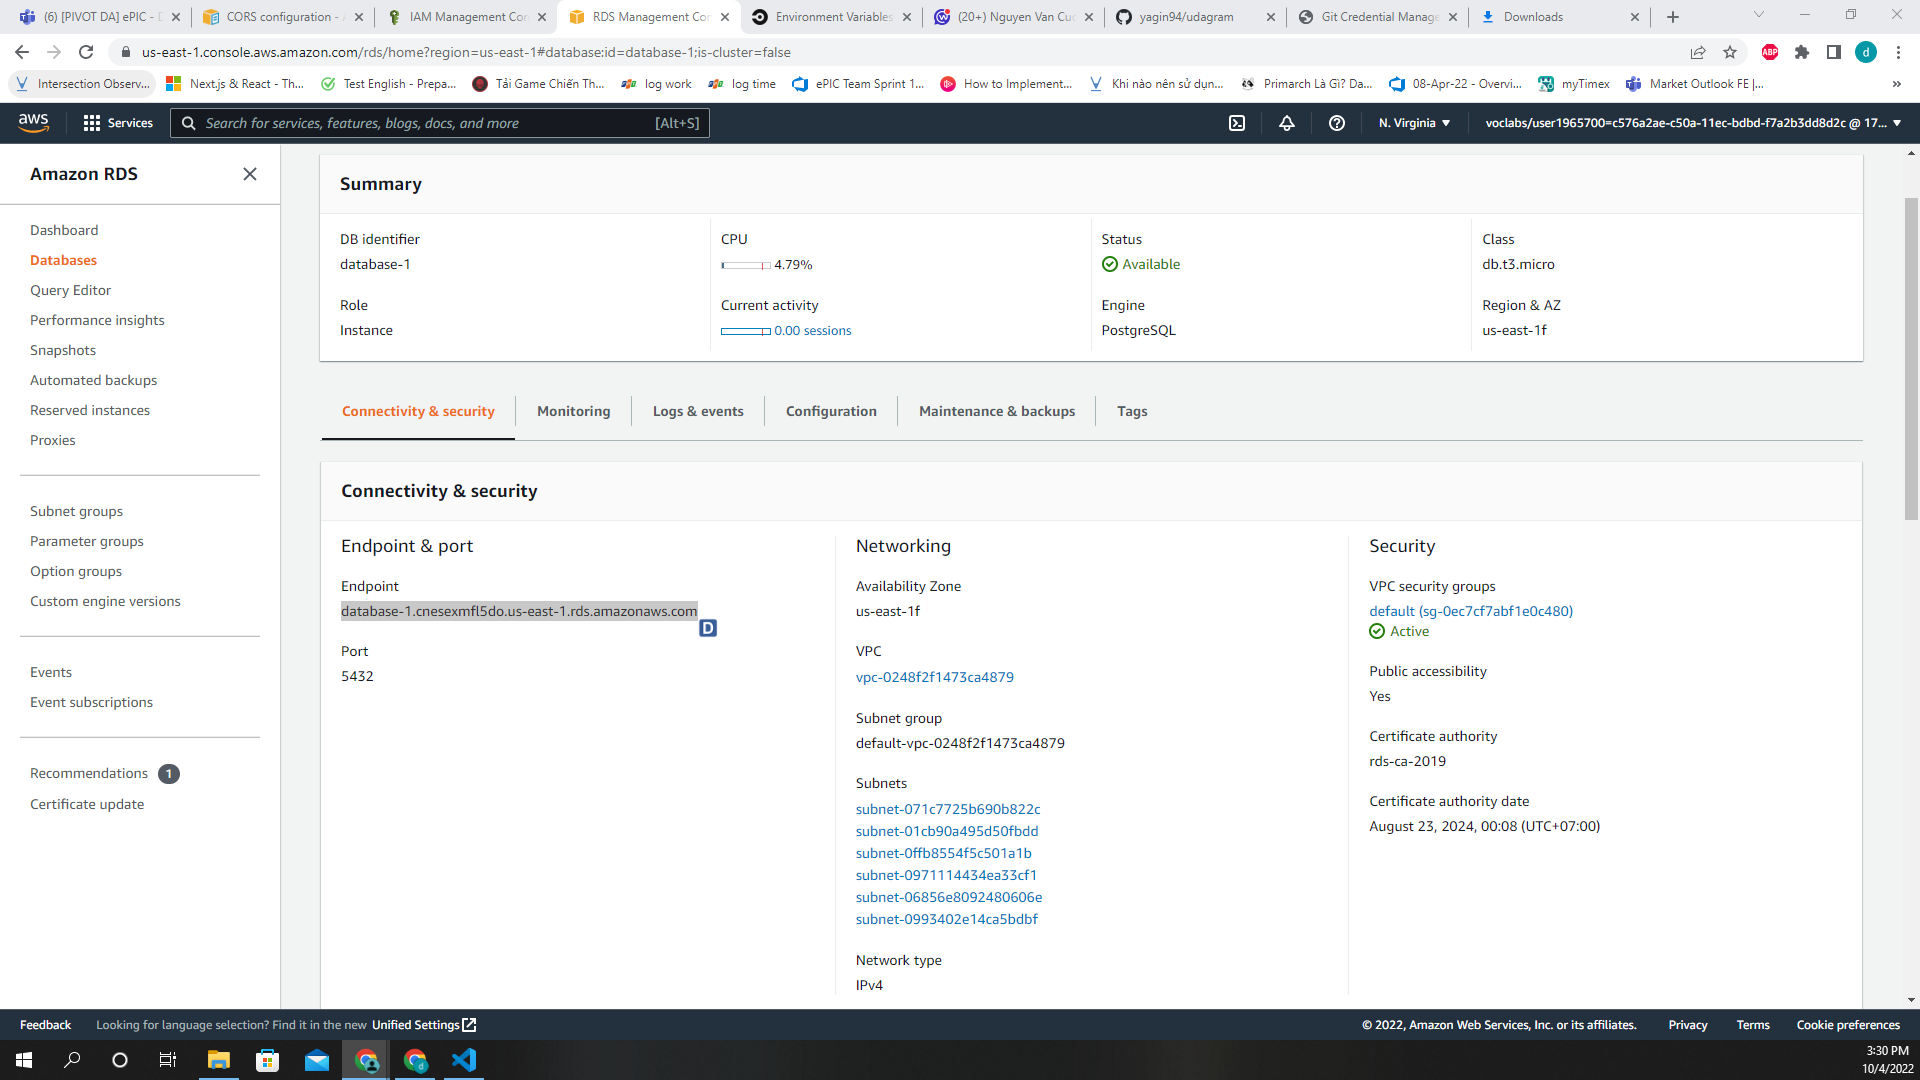 (6) [PIVOT DA] ePIC - D
CORS configuration - A
IAM Management Con
RDS Management Con
Environment Variables
(20+) Nguyen Van Cuo
yagin94/udagram
Git Credential Manage
Downloads
us-east-1.console.aws.amazon.com/rds/home?region=us-east-1#database:id=database-1;is-cluster=false
ABP
d
Intersection Observ...
Next.js & React - Th...
Test English - Prepa...
Tải Game Chiến Th...
log work
log time
ePIC Team Sprint 1...
How to Implement...
Khi nào nên sử dụn...
Primarch Là Gì? Da...
08-Apr-22 - Overvi...
myTimex
Market Outlook FE |...
»
aws
Services
Search for services, features, blogs, docs, and more
[Alt+S]
N. Virginia
voclabs/user1965700=c576a2ae-c50a-11ec-bdbd-f7a2b3dd8d2c @ 17...
Amazon RDS
Dashboard
Databases
Query Editor
Performance insights
Snapshots
Automated backups
Reserved instances
Proxies
Subnet groups
Parameter groups
Option groups
Custom engine versions
Events
Event subscriptions
Recommendations 1
Certificate update
Summary
DB identifier
database-1
CPU
4.79%
Status
Available
Class
db.t3.micro
Role
Instance
Current activity
0.00 sessions
Engine
PostgreSQL
Region & AZ
us-east-1f
Connectivity & security
Monitoring
Logs & events
Configuration
Maintenance & backups
Tags
Connectivity & security
Endpoint & port
Endpoint
database-1.cnesexmfl5do.us-east-1.rds.amazonaws.com
D
Port
5432
Networking
Availability Zone
us-east-1f
VPC
vpc-0248f2f1473ca4879
Subnet group
default-vpc-0248f2f1473ca4879
Subnets
subnet-071c7725b690b822c
subnet-01cb90a495d50fbdd
subnet-0ffb8554f5c501a1b
subnet-0971114434ea33cf1
subnet-06856e8092480606e
subnet-0993402e14ca5bdbf
Network type
IPv4
Security
VPC security groups
default (sg-0ec7cf7abf1e0c480)
Active
Public accessibility
Yes
Certificate authority
rds-ca-2019
Certificate authority date
August 23, 2024, 00:08 (UTC+07:00)
Feedback
Looking for language selection? Find it in the new Unified Settings
© 2022, Amazon Web Services, Inc. or its affiliates.
Privacy
Terms
Cookie preferences
3:30 PM
10/4/2022